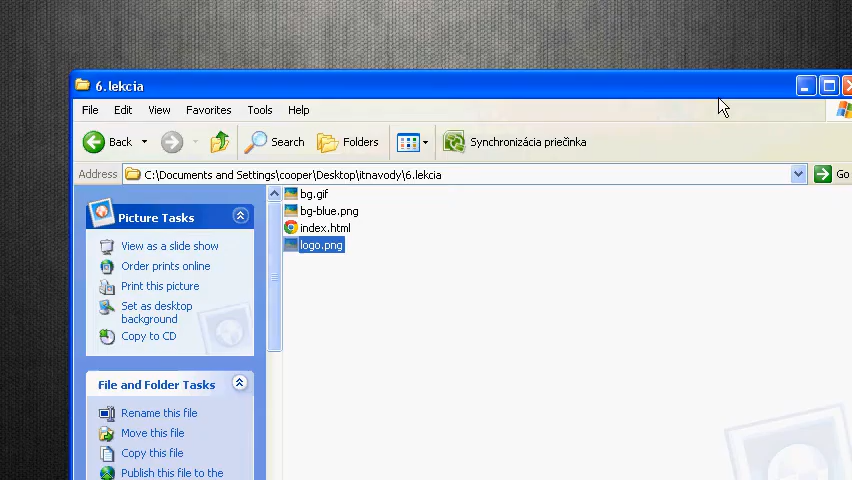 6.lekcia
File Edit View Favorites Tools Help
Back Search Folders Synchronizácia priečinka
Address C:\Documents and Settings\cooper\Desktop\itnavody\6.lekcia Go
bg.gif
bg-blue.png
index.html
logo.png
Picture Tasks
View as a slide show
Order prints online
Print this picture
Set as desktop
background
Copy to CD
File and Folder Tasks
Rename this file
Move this file
Copy this file
Publish this file to the